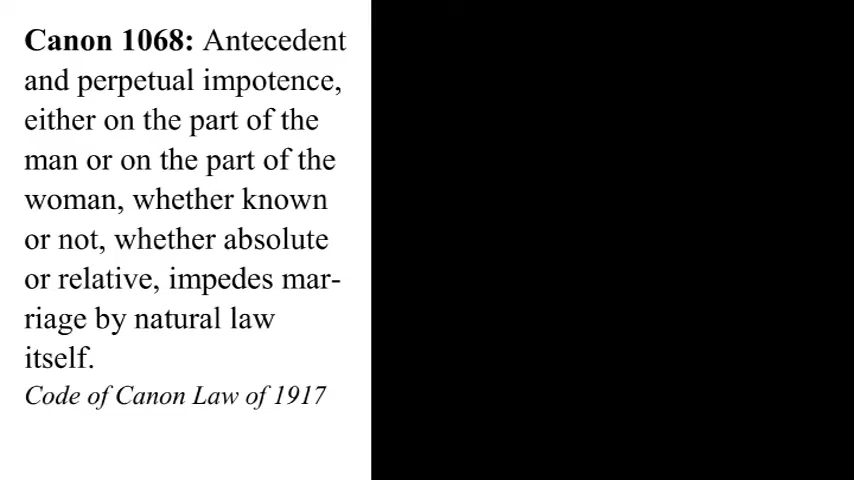 Canon 1068: Antecedent
and perpetual impotence,
either on the part of the
man or on the part of the
woman, whether known
or not, whether absolute
or relative, impedes mar-
riage by natural law
itself.
Code of Canon Law of 1917